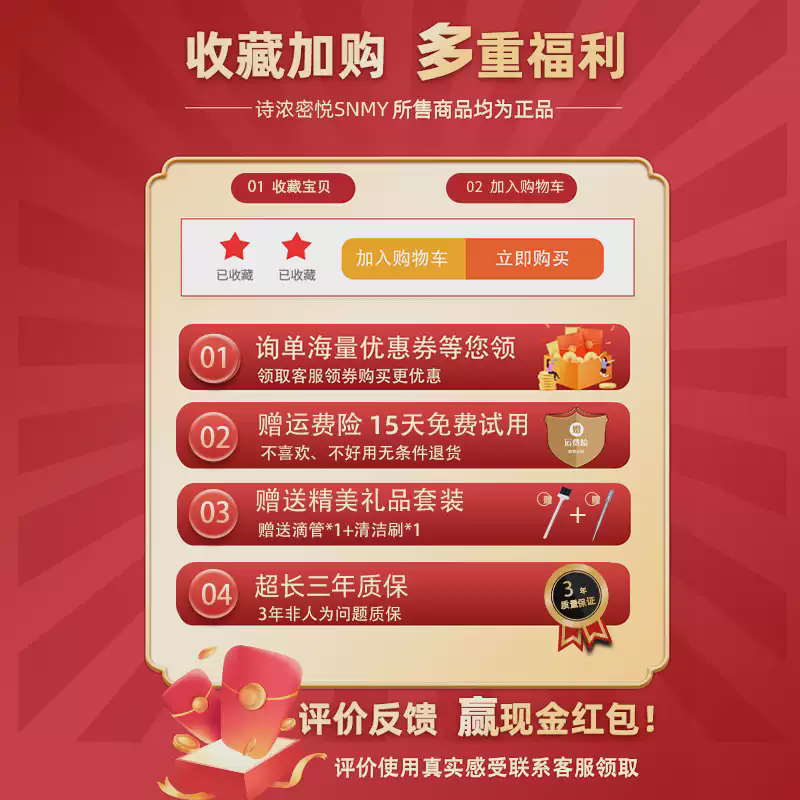 收藏加购 多重福利
诗浓密悦SNMY 所售商品均为正品
01 收藏宝贝
02 加入购物车
已收藏
已收藏
加入购物车
立即购买
01
询单海量优惠券等您领
领取客服领券购买更优惠
02
赠运费险 15天免费试用
不喜欢、不好用无条件退货
赠
运费险
03
赠送精美礼品套装
赠送滴管*1+清洁刷*1
赠
+
赠
04
超长三年质保
3年非人为问题质保
3年
质量保证
评价反馈 赢现金红包!
评价使用真实感受联系客服领取